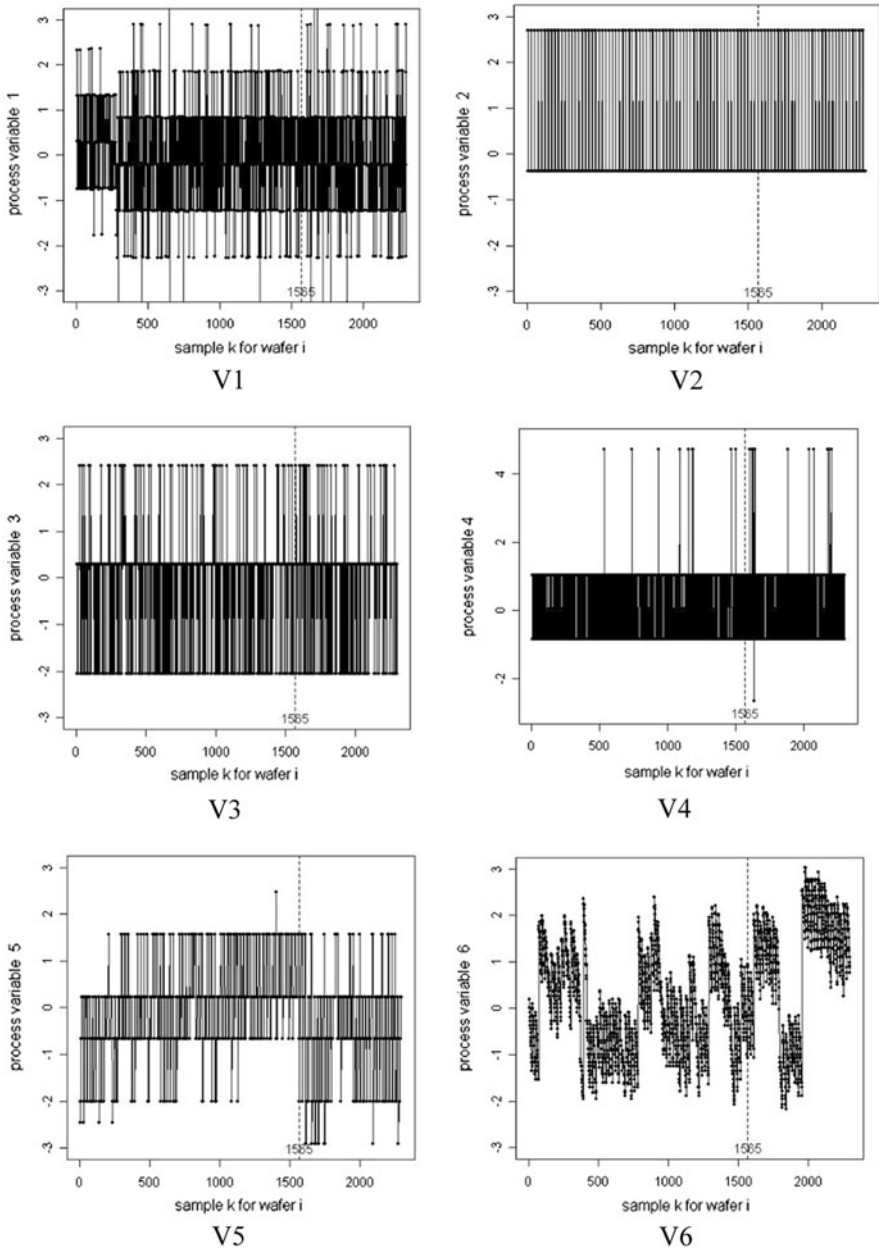 process variable 1
3
2
1
0
-1
-2
-3
1585
0 500 1000 1500 2000
sample k for wafer i
V1
process variable 2
3
2
1
0
-1
-2
-3
1585
0 500 1000 1500 2000
sample k for wafer i
V2
process variable 3
3
2
1
0
-1
-2
-3
1585
0 500 1000 1500 2000
sample k for wafer i
V3
process variable 4
4
2
0
-2
1585
0 500 1000 1500 2000
sample k for wafer i
V4
process variable 5
3
2
1
0
-1
-2
-3
1585
0 500 1000 1500 2000
sample k for wafer i
V5
process variable 6
3
2
1
0
-1
-2
-3
1585
0 500 1000 1500 2000
sample k for wafer i
V6